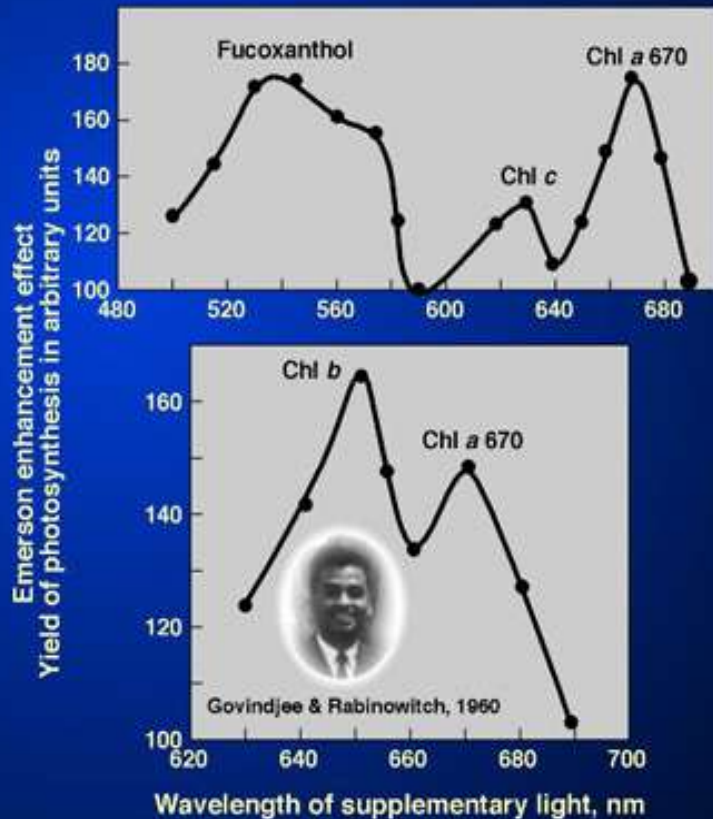 Emerson enhancement effect
Yield of photosynthesis in arbitrary units
180
160
140
120
100
Fucoxanthol
Chl c
Chl a 670
480
520
560
600
640
680
160
140
120
100
Chl b
Chl a 670
Govindjee & Rabinowitch, 1960
620
640
660
680
700
Wavelength of supplementary light, nm